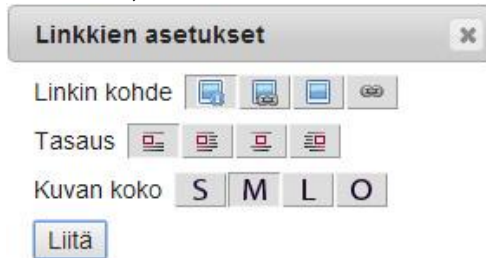 Linkkien asetukset
Linkin kohde
Tasaus
Kuvan koko S M L O
Liitä